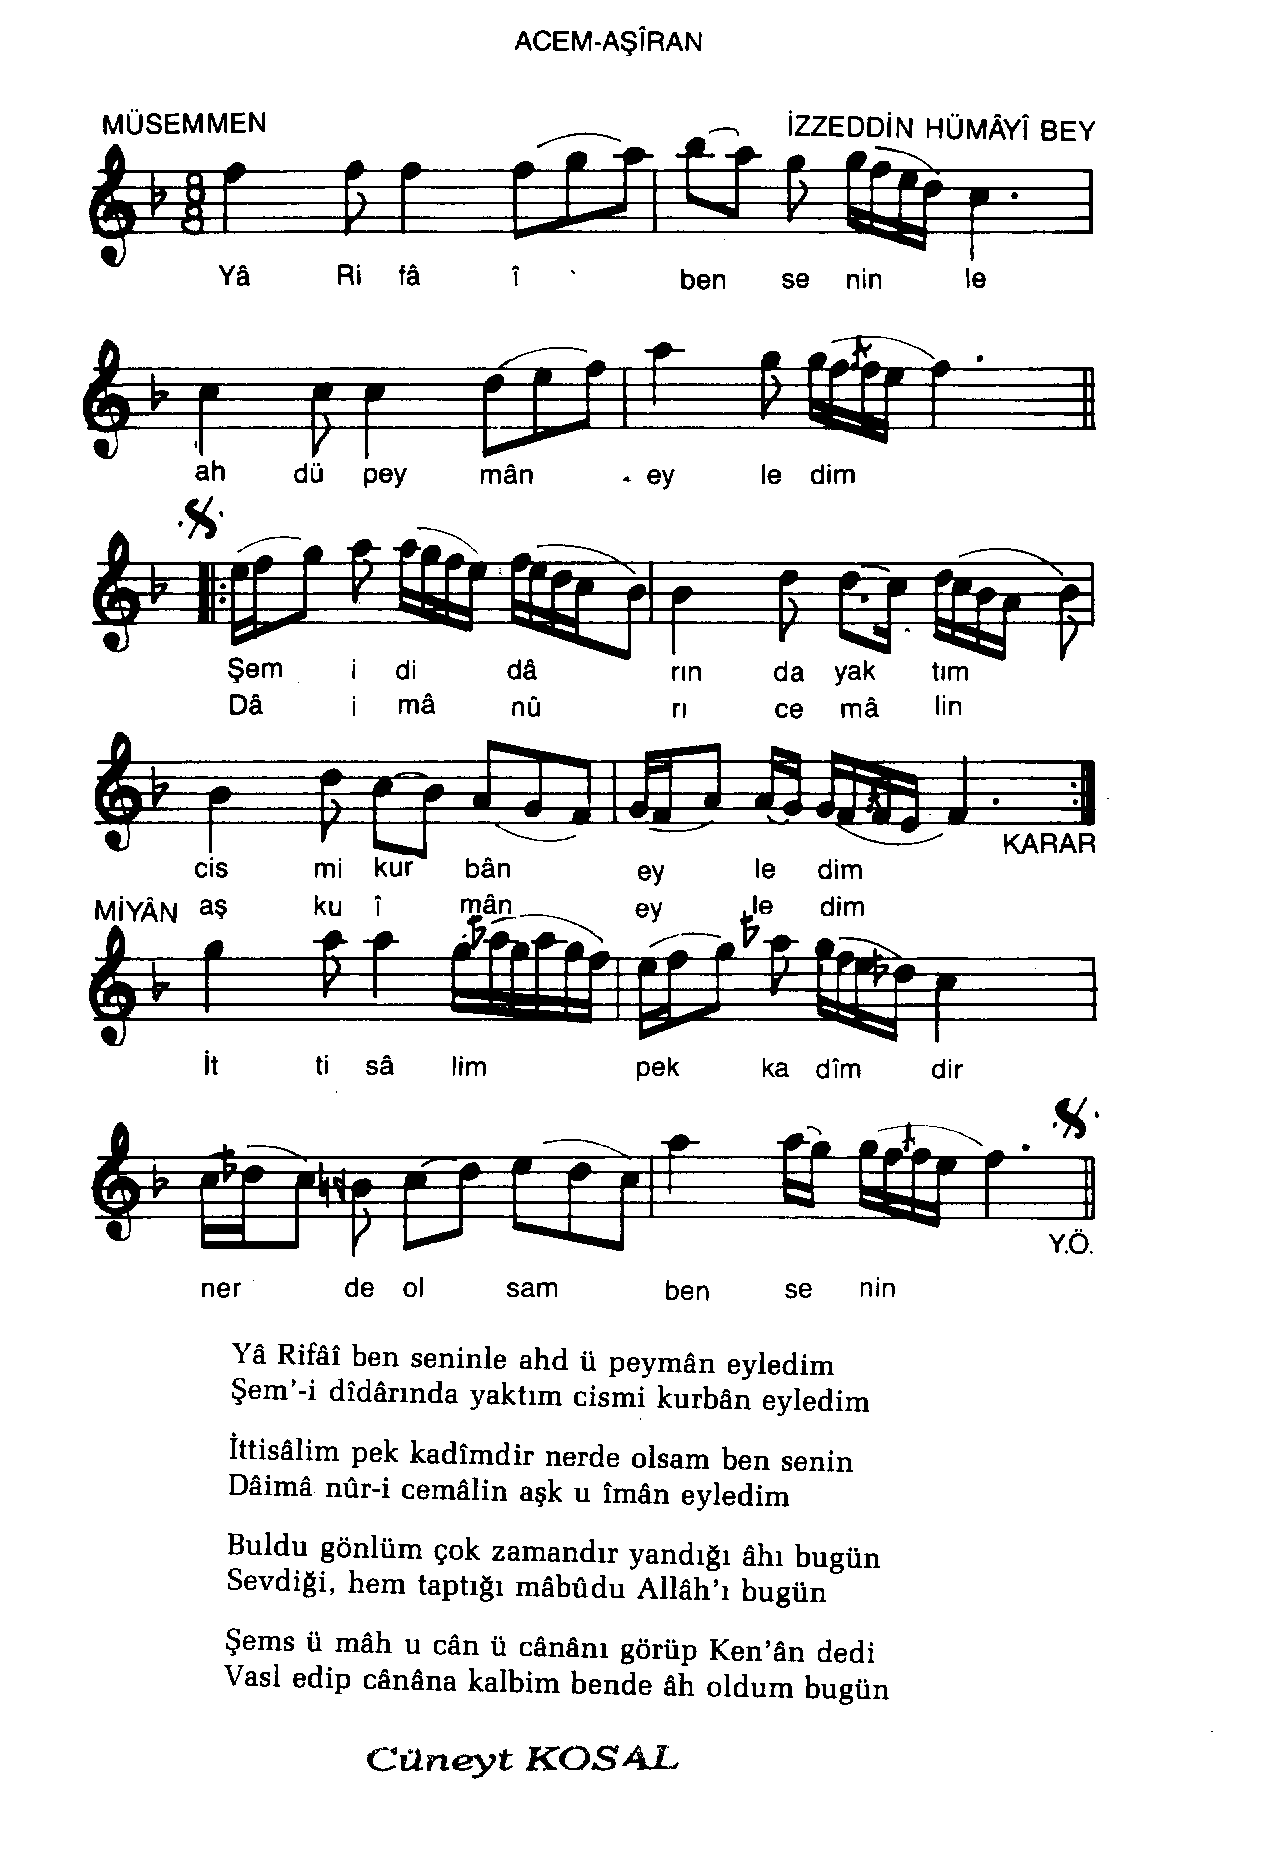 ACEM-AŞÎRAN
MÜSEMMEN
İZZEDDİN HÜMÂYÎ BEY
8
8
Yâ Ri fâ î ben se nin le
ah dü pey mân ey le dim
Şem i di dâ rın da yak tım
Dâ i mâ nû rı ce mâ lin
KARAR
cis mi kur bân ey le dim
MİYÂN aş ku î mân ey le dim
İt ti sâ lim pek ka dîm dir
Y.Ö.
ner de ol sam ben se nin
Yâ Rifâî ben seninle ahd ü peymân eyledim
Şem'-i dîdârında yaktım cismi kurbân eyledim
İttisâlim pek kadîmdir nerde olsam ben senin
Dâimâ nûr-i cemâlin aşk u îmân eyledim
Buldu gönlüm çok zamandır yandığı âhı bugün
Sevdiği, hem taptığı mâbûdu Allâh'ı bugün
Şems ü mâh u cân ü cânânı görüp Ken'ân dedi
Vasl edip cânâna kalbim bende âh oldum bugün
Cüneyt KOSAL